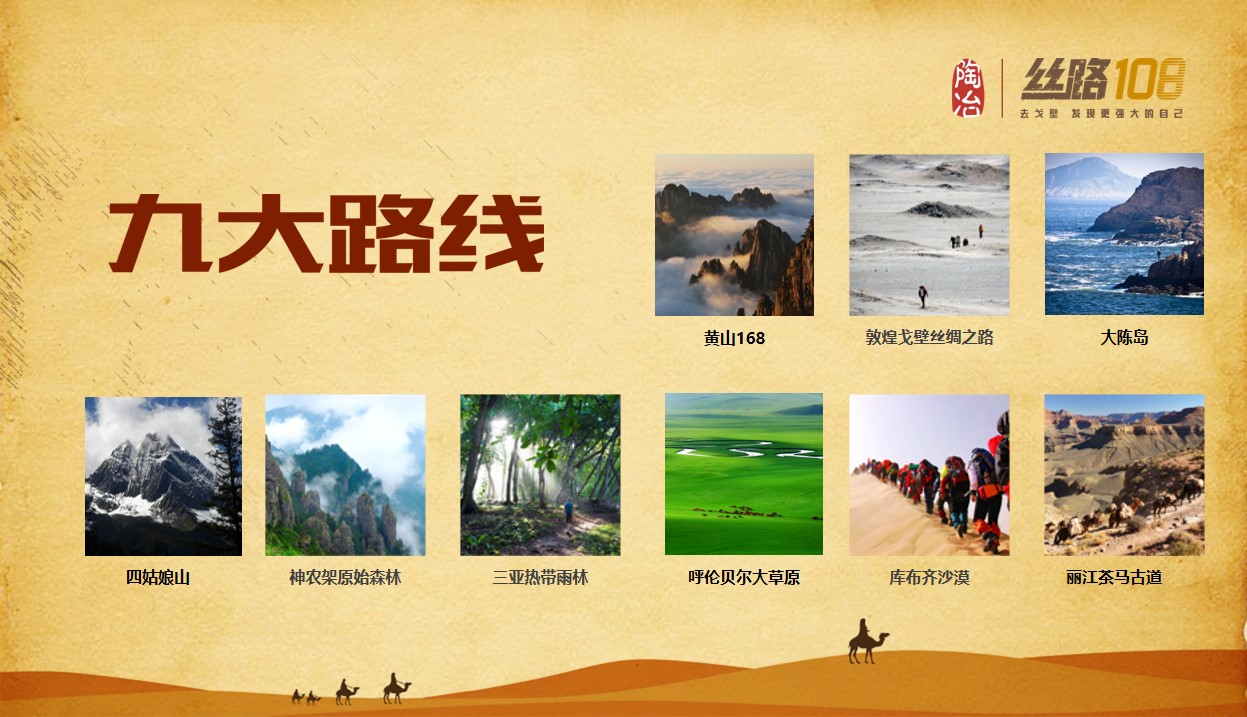 陶冶
丝路108
去戈壁 发现更强大的自己
九大路线
黄山168
敦煌戈壁丝绸之路
大陈岛
四姑娘山
神农架原始森林
三亚热带雨林
呼伦贝尔大草原
库布齐沙漠
丽江茶马古道